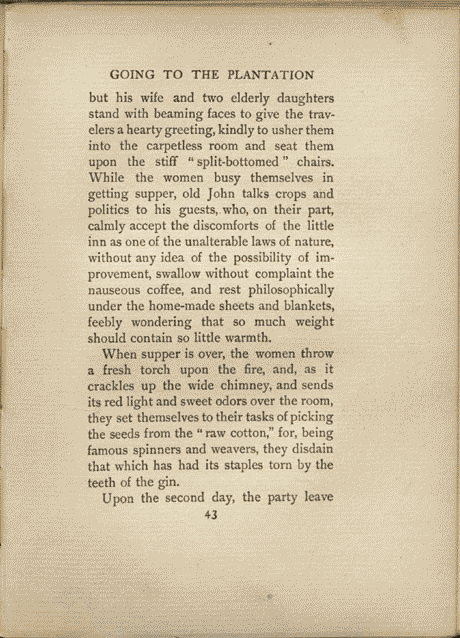 GOING TO THE PLANTATION
but his wife and two elderly daughters
stand with beaming faces to give the trav-
elers a hearty greeting, kindly to usher them
into the carpetless room and seat them
upon the stiff “split-bottomed” chairs.
While the women busy themselves in
getting supper, old John talks crops and
politics to his guests, who, on their part,
calmly accept the discomforts of the little
inn as one of the unalterable laws of nature,
without any idea of the possibility of im-
provement, swallow without complaint the
nauseous coffee, and rest philosophically
under the home-made sheets and blankets,
feebly wondering that so much weight
should contain so little warmth.
When supper is over, the women throw
a fresh torch upon the fire, and, as it
crackles up the wide chimney, and sends
its red light and sweet odors over the room,
they set themselves to their tasks of picking
the seeds from the “raw cotton,” for, being
famous spinners and weavers, they disdain
that which has had its staples torn by the
teeth of the gin.
Upon the second day, the party leave
43